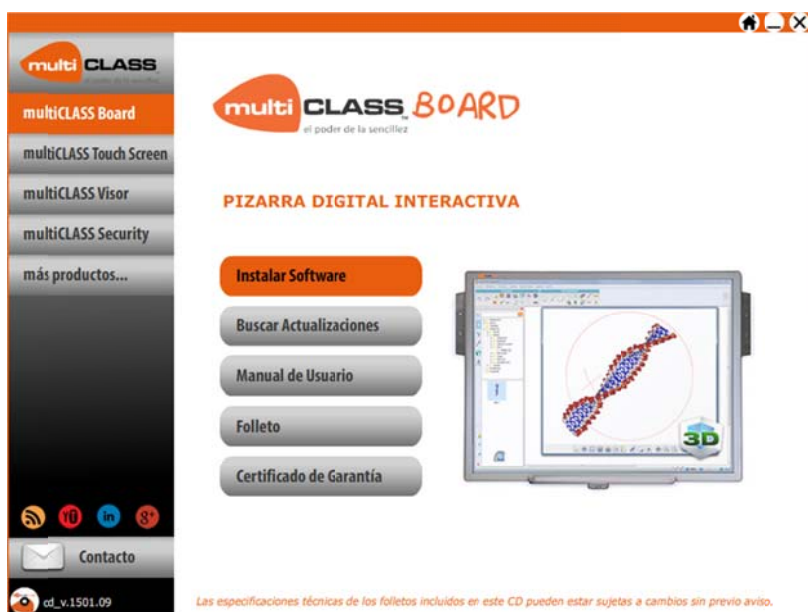 multi CLASS
multiCLASS Board
multiCLASS Touch Screen
multiCLASS Visor
multiCLASS Security
más productos...
Contacto
cd_v.1501.09
multi CLASS™ BOARD
el poder de la sencillez
PIZARRA DIGITAL INTERACTIVA
Instalar Software
Buscar Actualizaciones
Manual de Usuario
Folleto
Certificado de Garantía
3D
Las especificaciones técnicas de los folletos incluidos en este CD pueden estar sujetas a cambios sin previo aviso.